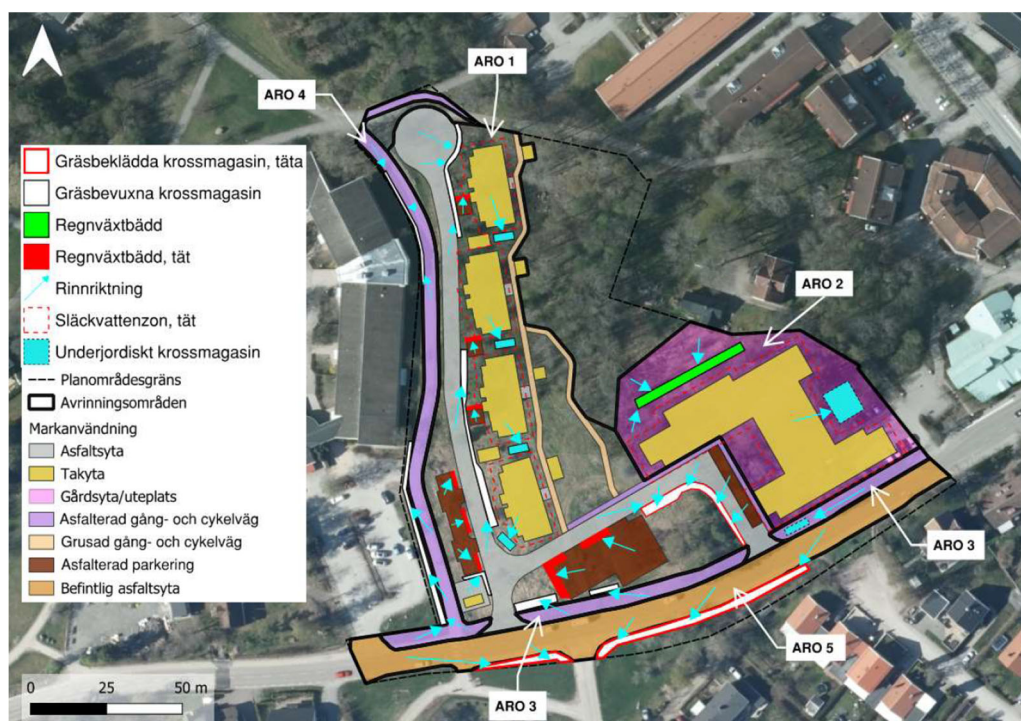 ARO 1
ARO 4
Gräsbeklädda krossmagasin, täta
Gräsbevuxna krossmagasin
Regnväxtbädd
Regnväxtbädd, tät
Rinnriktning
Släckvattenzon, tät
Underjordiskt krossmagasin
Planområdesgräns
Avrinningsområden
Markanvändning
Asfaltsyta
Takyta
Gårdsyta/uteplats
Asfalterad gång- och cykelväg
Grusad gång- och cykelväg
Asfalterad parkering
Befintlig asfaltsyta
ARO 2
ARO 3
ARO 5
ARO 3
0 25 50 m